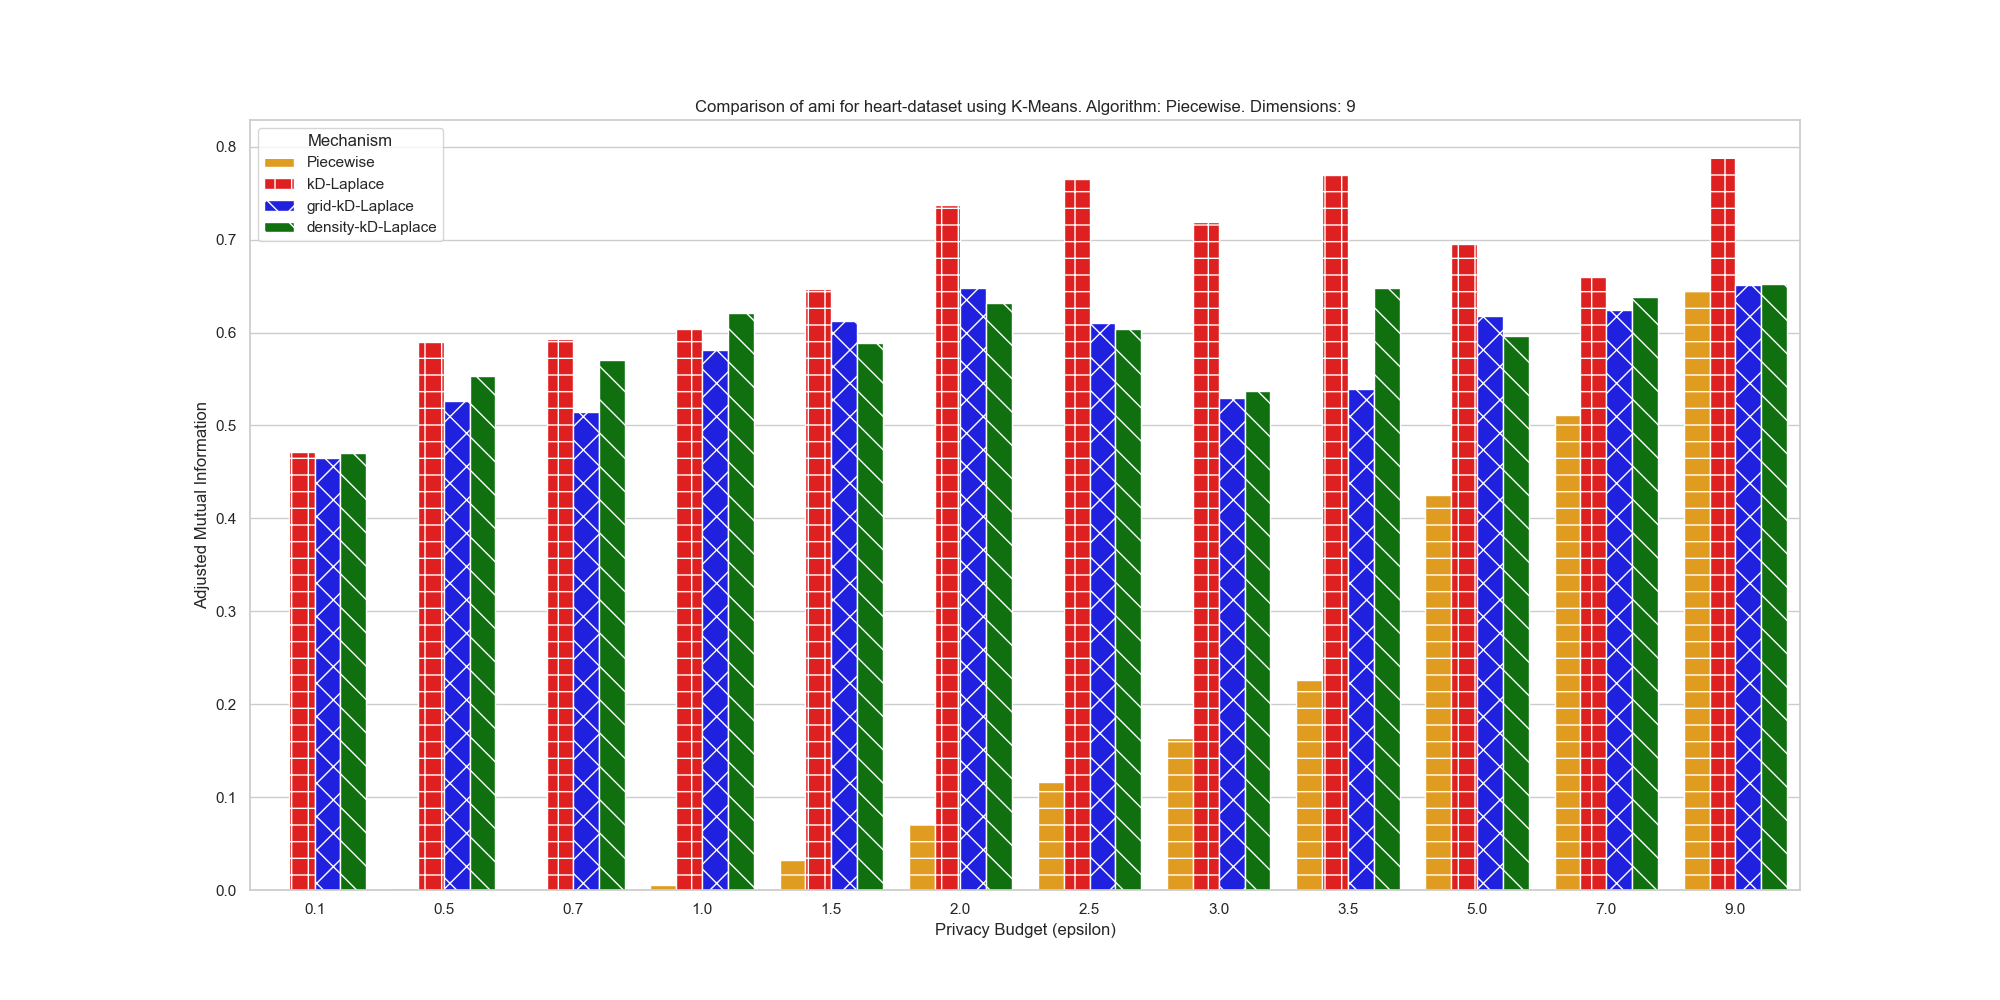 Comparison of ami for heart-dataset using K-Means. Algorithm: Piecewise. Dimensions: 9
Mechanism
Piecewise
kD-Laplace
grid-kD-Laplace
density-kD-Laplace
Adjusted Mutual Information
0.8
0.7
0.6
0.5
0.4
0.3
0.2
0.1
0.0
0.1 0.5 0.7 1.0 1.5 2.0 2.5 3.0 3.5 5.0 7.0 9.0
Privacy Budget (epsilon)